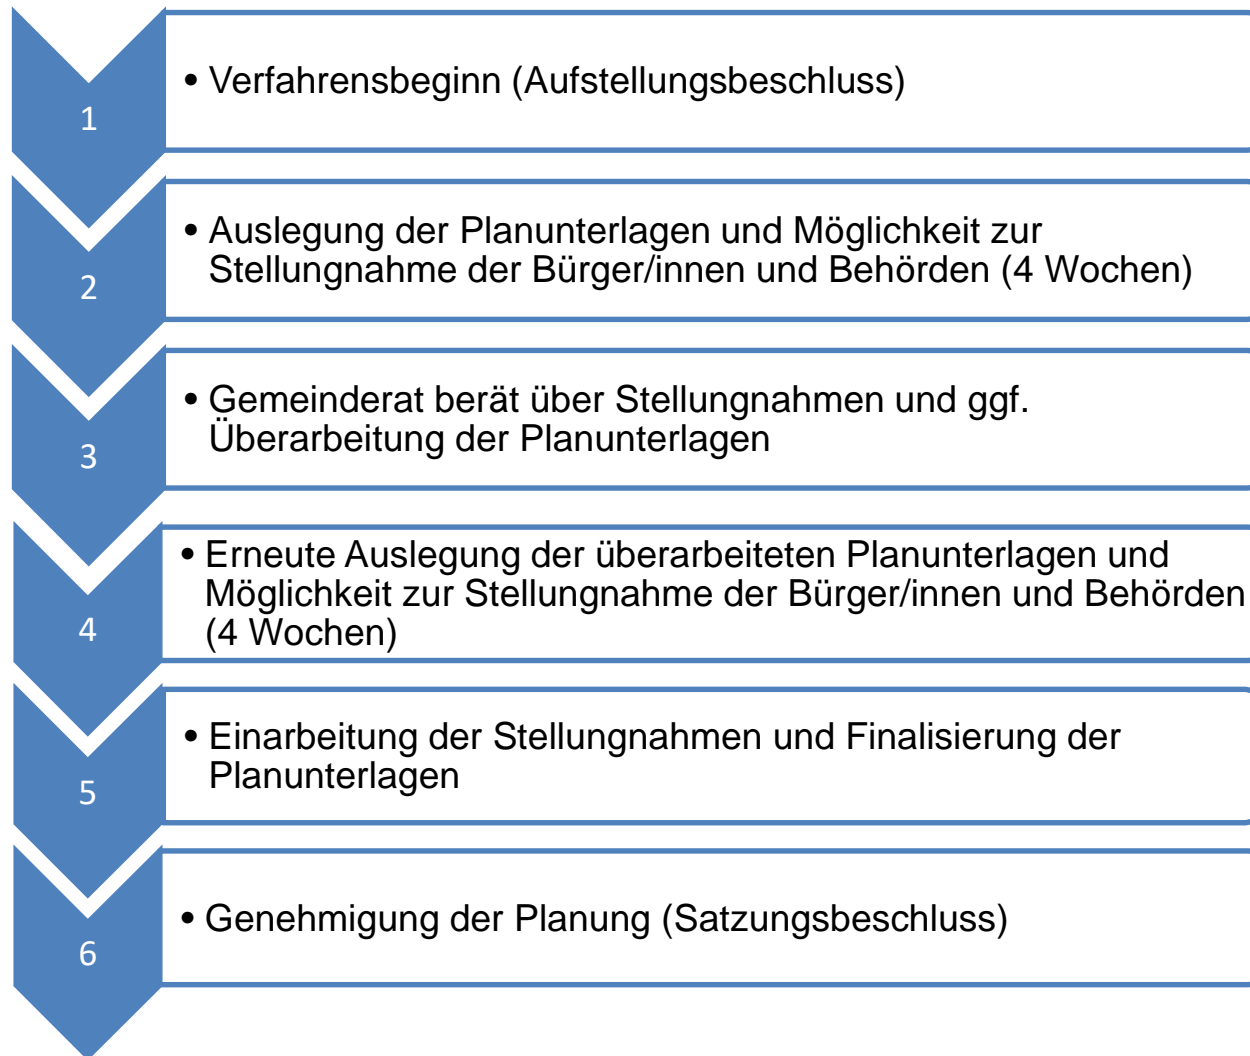 1
• Verfahrensbeginn (Aufstellungsbeschluss)
2
• Auslegung der Planunterlagen und Möglichkeit zur
Stellungnahme der Bürger/innen und Behörden (4 Wochen)
3
• Gemeinderat berät über Stellungnahmen und ggf.
Überarbeitung der Planunterlagen
4
• Erneute Auslegung der überarbeiteten Planunterlagen und
Möglichkeit zur Stellungnahme der Bürger/innen und Behörden
(4 Wochen)
5
• Einarbeitung der Stellungnahmen und Finalisierung der
Planunterlagen
6
• Genehmigung der Planung (Satzungsbeschluss)